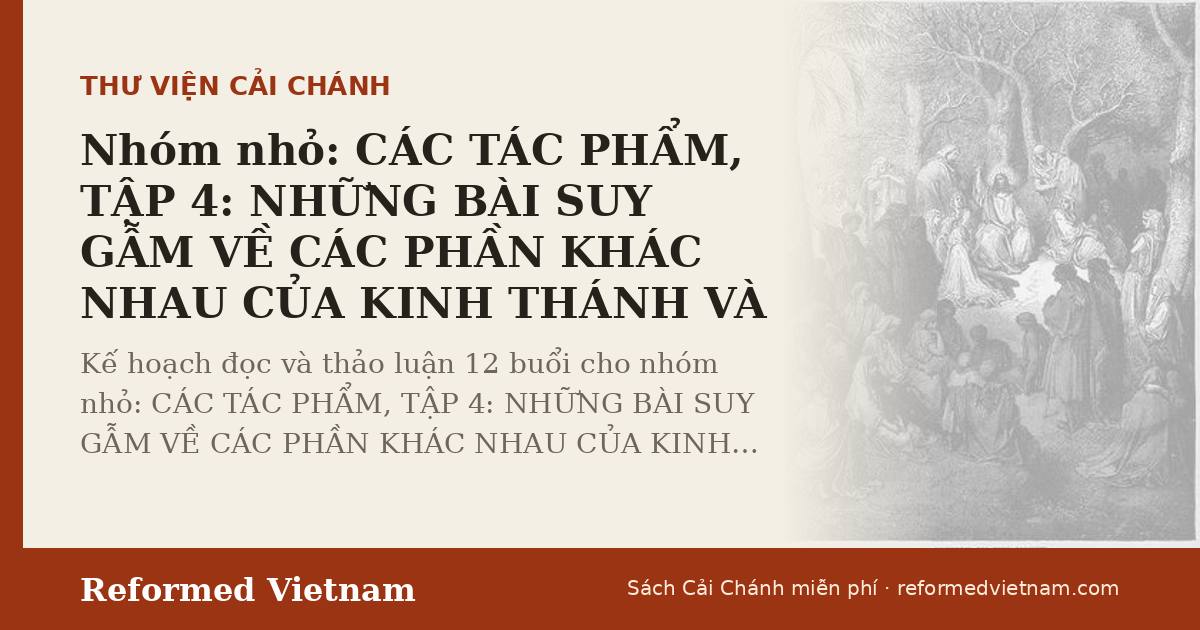 THƯ VIỆN CẢI CHÁNH
Nhóm nhỏ: CÁC TÁC PHẨM,
TẬP 4: NHỮNG BÀI SUY
GẪM VỀ CÁC PHẦN KHÁC
NHAU CỦA KINH THÁNH VÀ
Kế hoạch đọc và thảo luận 12 buổi cho nhóm
nhỏ: CÁC TÁC PHẨM, TẬP 4: NHỮNG BÀI SUY
GẪM VỀ CÁC PHẦN KHÁC NHAU CỦA KINH...
Reformed Vietnam
Sách Cải Chánh miễn phí · reformedvietnam.com